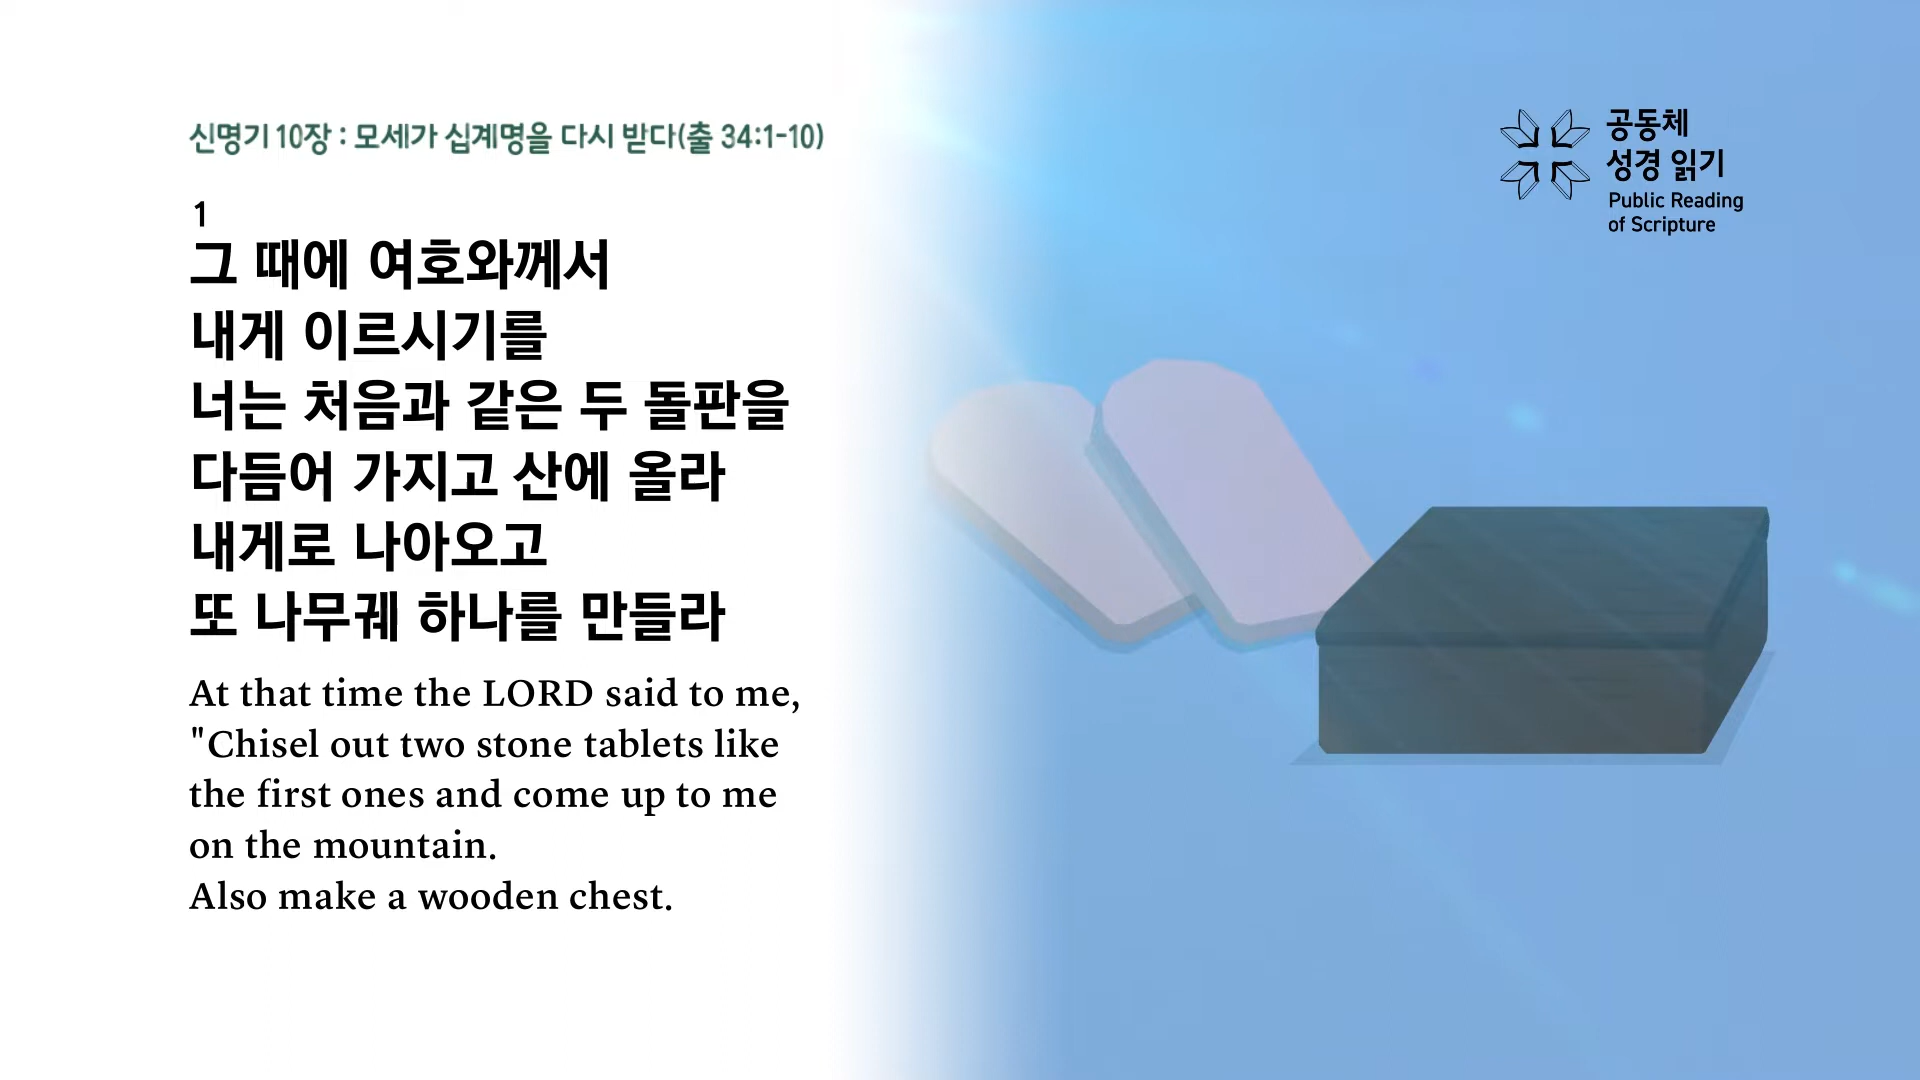 신명기 10장 : 모세가 십계명을 다시 받다(출 34:1-10)
1
그 때에 여호와께서
내게 이르시기를
너는 처음과 같은 두 돌판을
다듬어 가지고 산에 올라
내게로 나아오고
또 나무궤 하나를 만들라
At that time the LORD said to me,
"Chisel out two stone tablets like
the first ones and come up to me
on the mountain.
Also make a wooden chest.
공동체
성경 읽기
Public Reading
of Scripture